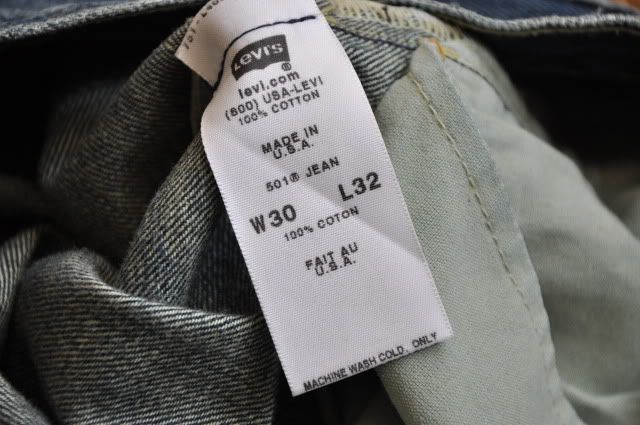 LEVI'S
®
levi.com
(800) USA-LEVI
100% COTTON
MADE IN
U.S.A.
501® JEAN
W30 L32
100% COTON
FAIT AU
U.S.A.
MACHINE WASH COLD, ONLY